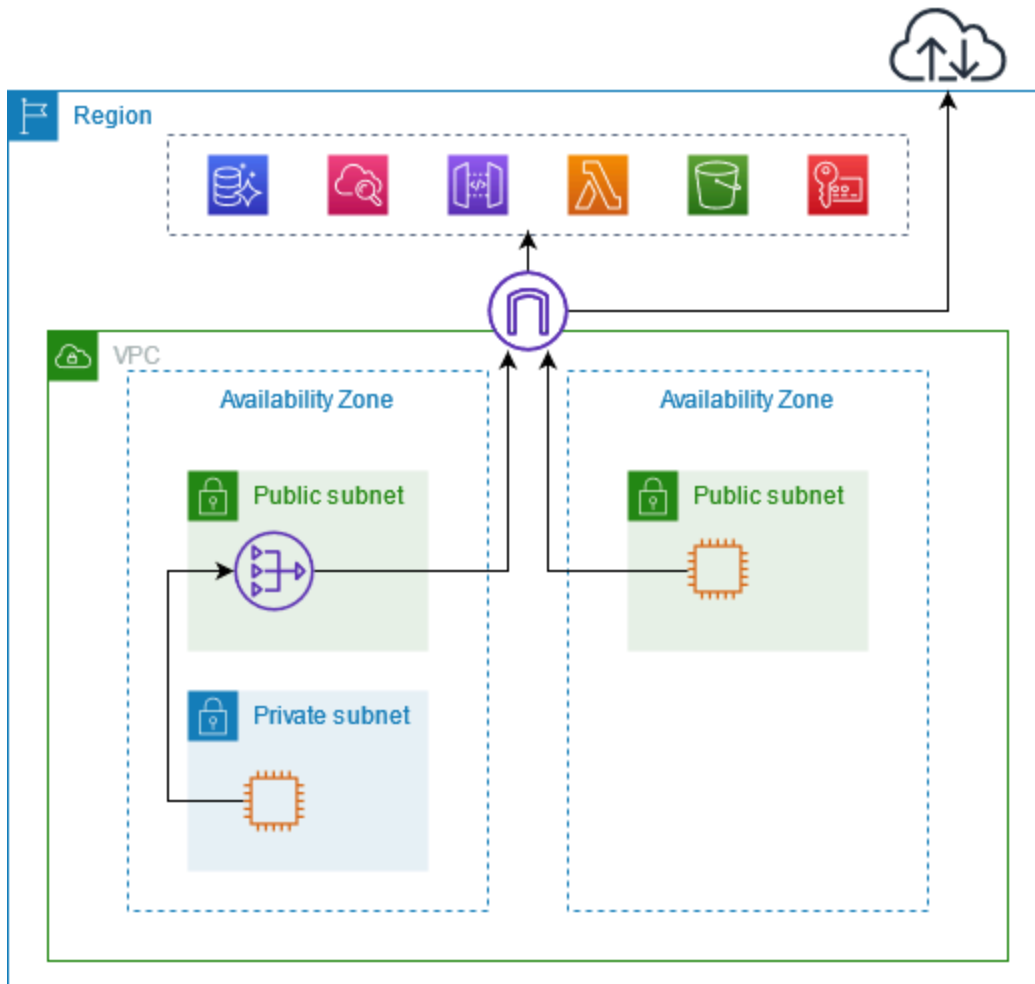 Region
VPC
Availability Zone
Availability Zone
Public subnet
Public subnet
Private subnet